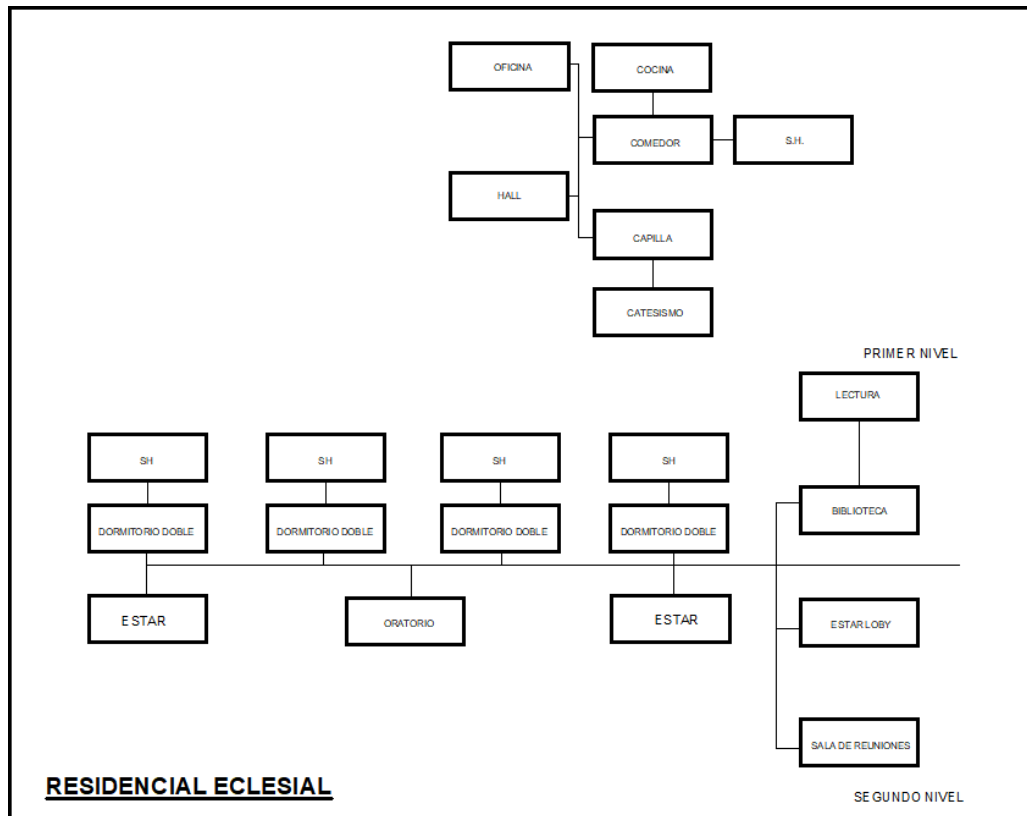 OFICINA
COCINA
COMEDOR
S.H.
HALL
CAPILLA
CATESISMO
PRIMER NIVEL
LECTURA
SH
SH
SH
SH
BIBLIOTECA
DORMITORIO DOBLE
DORMITORIO DOBLE
DORMITORIO DOBLE
DORMITORIO DOBLE
ESTAR
ORATORIO
ESTAR
ESTAR LOBY
SALA DE REUNIONES
RESIDENCIAL ECLESIAL
SEGUNDO NIVEL